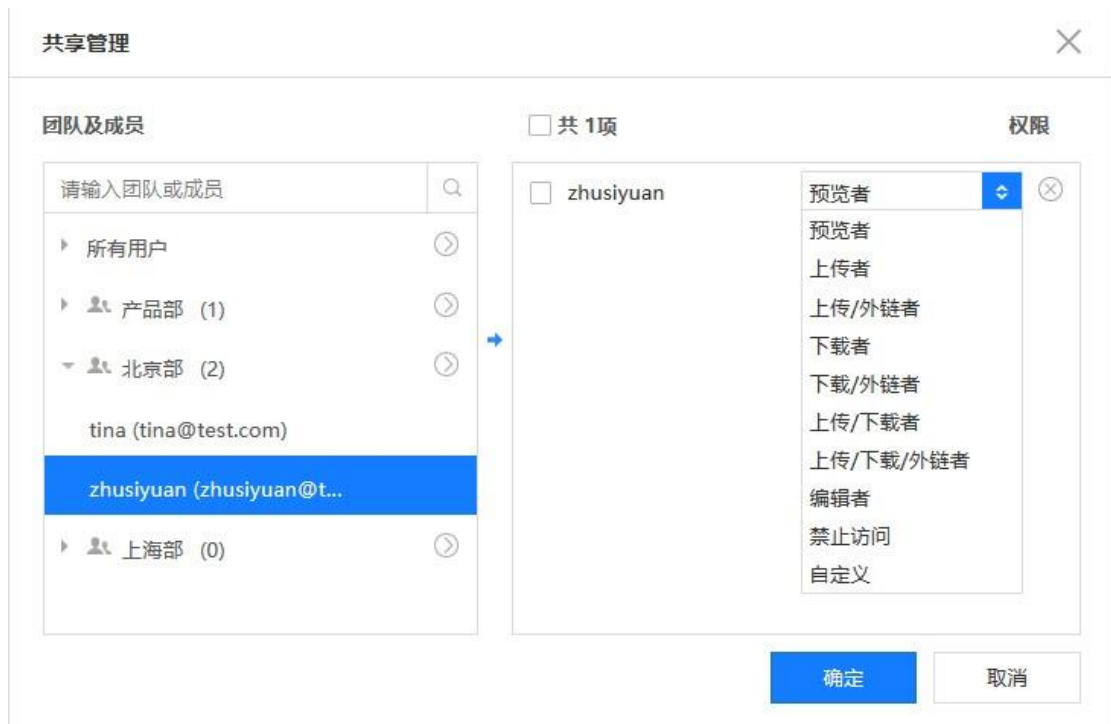 共享管理
团队及成员
共 1项
权限
请输入团队或成员
所有用户
产品部 (1)
北京部 (2)
tina (tina@test.com)
zhusiyuan (zhusiyuan@t...
上海部 (0)
zhusiyuan
预览者
预览者
上传者
上传/外链者
下载者
下载/外链者
上传/下载者
上传/下载/外链者
编辑者
禁止访问
自定义
确定
取消